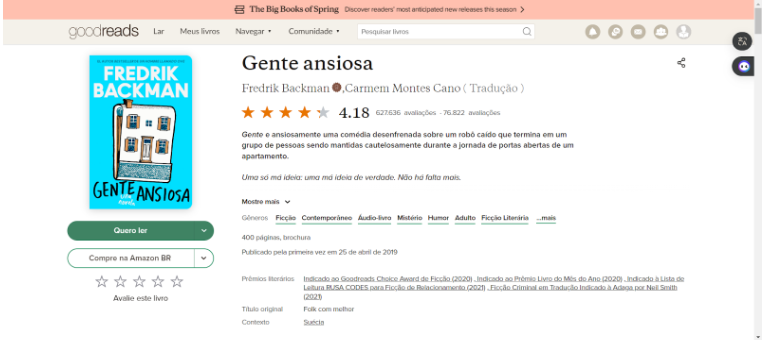 The Big Books of Spring Discover readers' most anticipated new releases this season
goodreads Lar Meus livros Navegar Comunidade Pesquisar livros
FREDRIK
BACKMAN
GENTE
ANSIOSA
Gente ansiosa
Fredrik Backman ,Carmem Montes Cano ( Tradução )
4.18 627.636 avaliações · 76.822 avaliações
Gente e ansiosamente uma comédia desenfreada sobre um robô caído que termina em um
grupo de pessoas sendo mantidas cautelosamente durante a jornada de portas abertas de um
apartamento.
Uma só má ideia: uma má ideia de verdade. Não há falta mais.
Mostre mais
Gêneros Ficção Contemporâneo Áudio-livro Mistério Humor Adulto Ficção Literária ...mais
400 páginas, brochura
Publicado pela primeira vez em 25 de abril de 2019
Quero ler
Compre na Amazon BR
Avalie este livro
Prêmios literários Indicado ao Goodreads Choice Award de Ficção (2020) , Indicado ao Prêmio Livro do Mês do Ano (2020) , Indicado à Lista de
Leitura RUSA CODES para Ficção de Relacionamento (2021) , Ficção Criminal em Tradução Indicado à Adaga por Neil Smith
(2021)
Título original Folk com melhor
Contexto Suécia